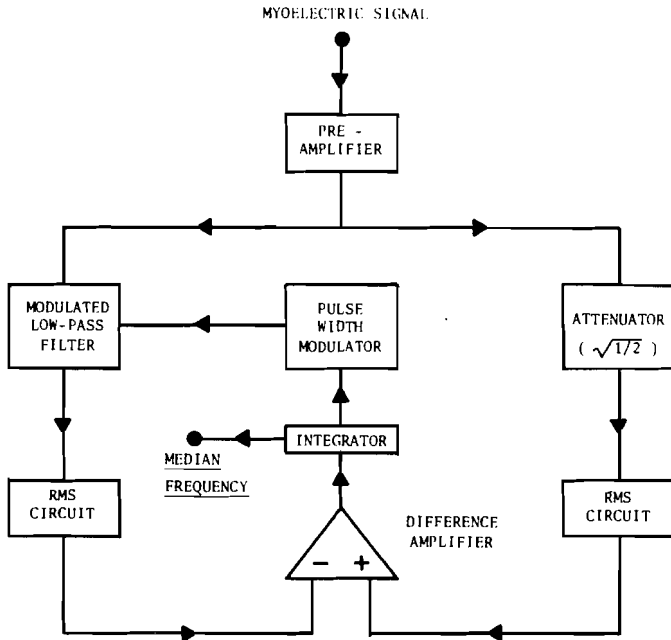 MYOELECTRIC SIGNAL
PRE -
AMPLIFIER
MODULATED
LOW-PASS
FILTER
PULSE
WIDTH
MODULATOR
ATTENUATOR
( √1/2 )
INTEGRATOR
MEDIAN
FREQUENCY
RMS
CIRCUIT
DIFFERENCE
AMPLIFIER
RMS
CIRCUIT
− +